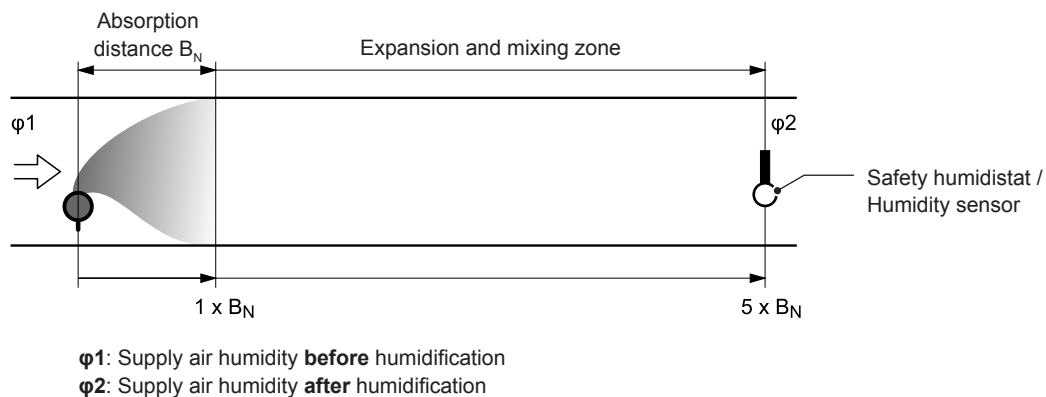 Absorption
distance B_N
Expansion and mixing zone
φ1
φ2
Safety humidistat /
Humidity sensor
1 x B_N
5 x B_N
φ1: Supply air humidity before humidification
φ2: Supply air humidity after humidification